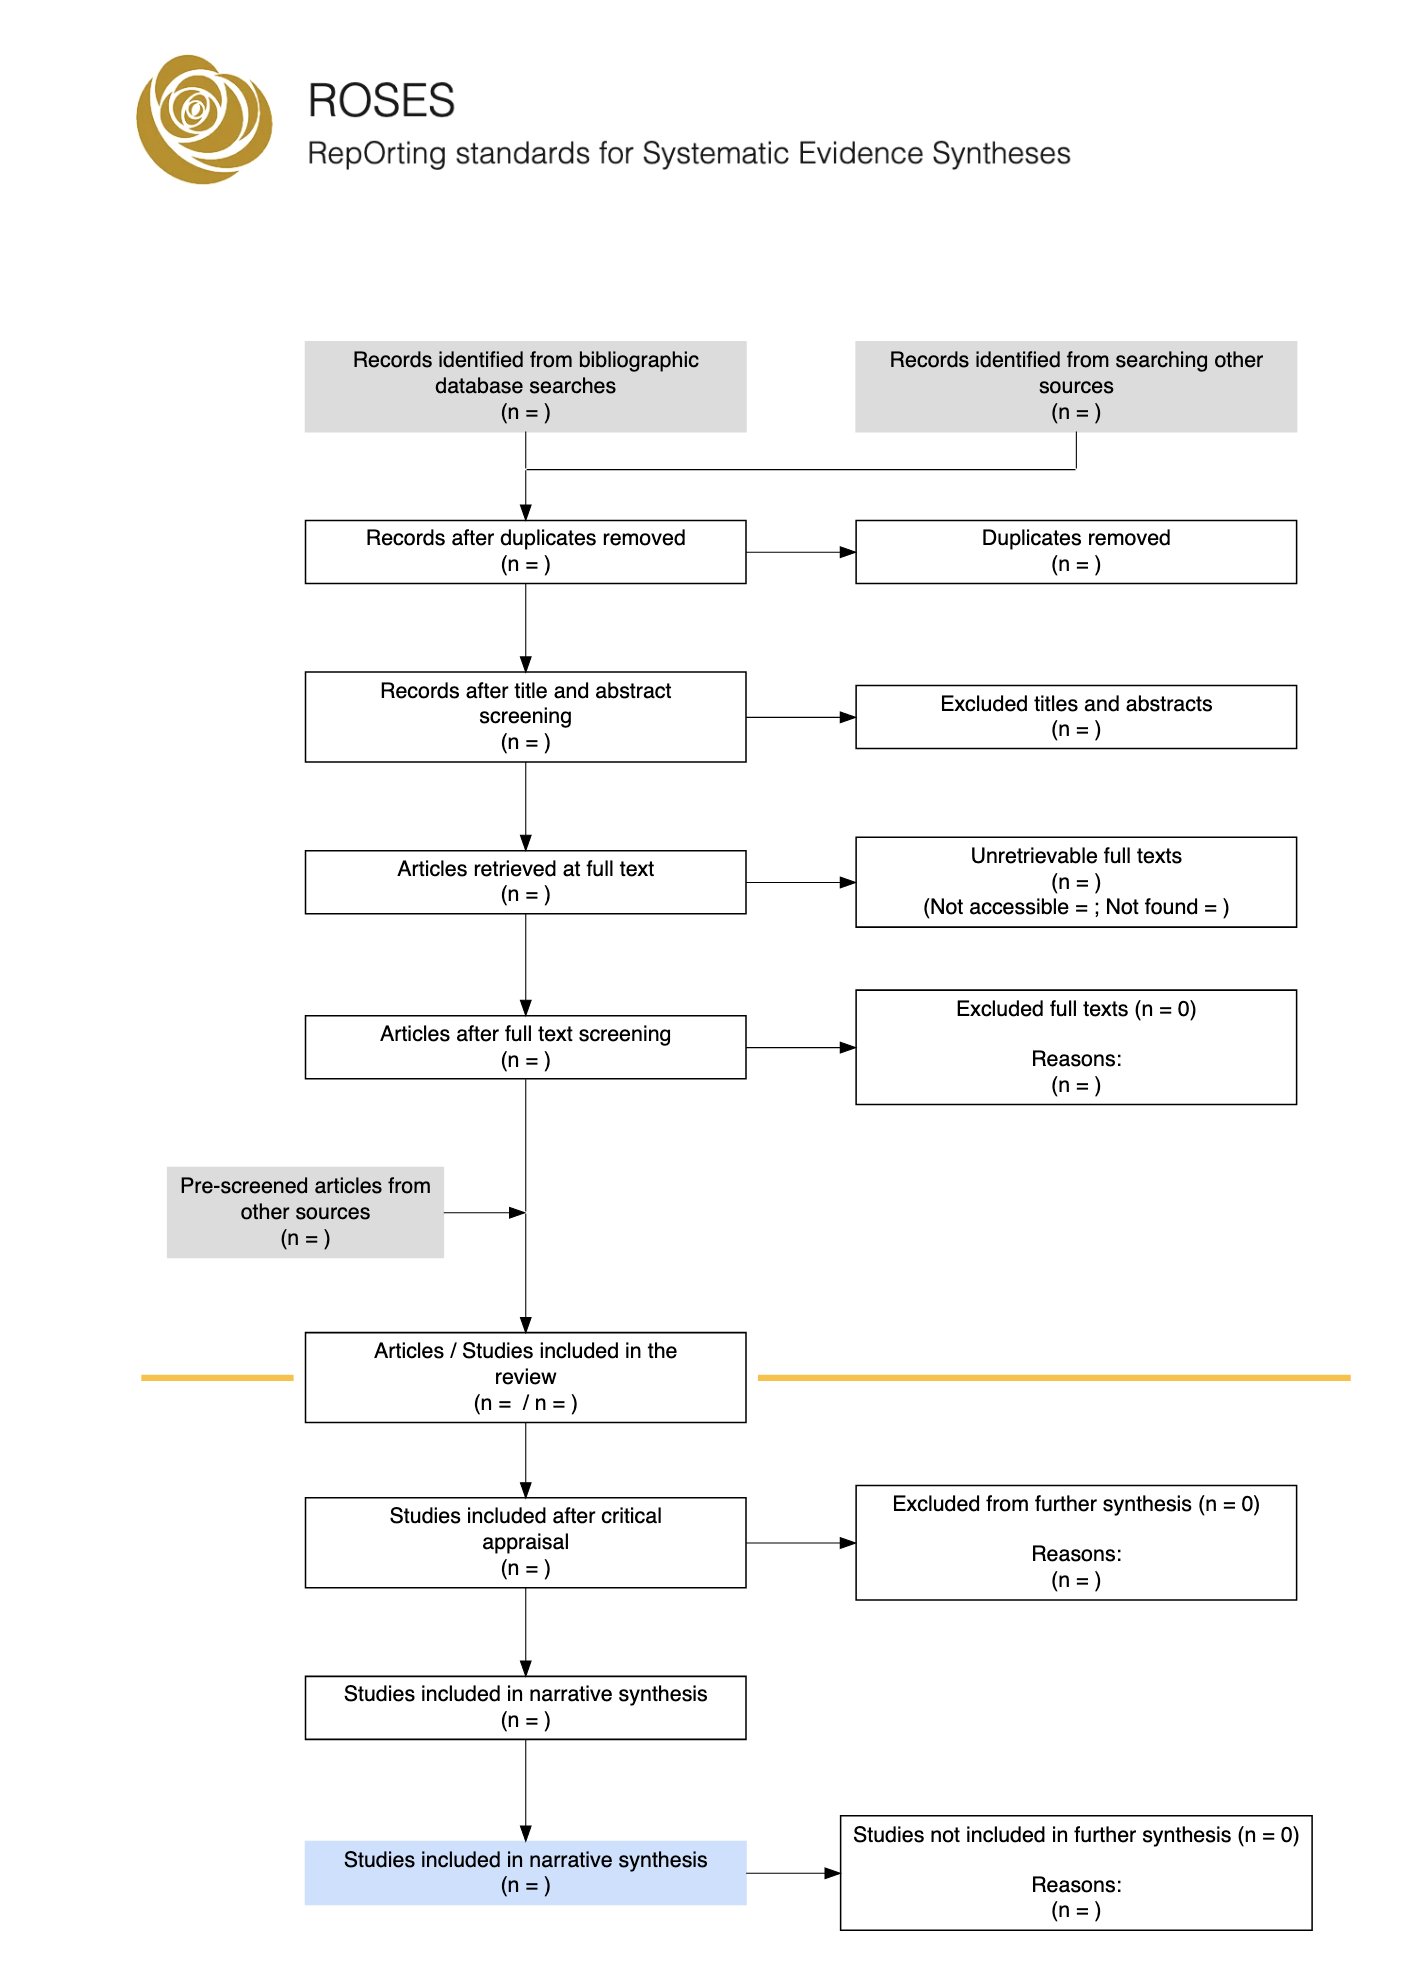 ROSES
RepOrting standards for Systematic Evidence Syntheses
Records identified from bibliographic
database searches
(n = )
Records identified from searching other
sources
(n = )
Records after duplicates removed
(n = )
Duplicates removed
(n = )
Records after title and abstract
screening
(n = )
Excluded titles and abstracts
(n = )
Articles retrieved at full text
(n = )
Unretrievable full texts
(n = )
(Not accessible = ; Not found = )
Articles after full text screening
(n = )
Excluded full texts (n = 0)
Reasons:
(n = )
Pre-screened articles from
other sources
(n = )
Articles / Studies included in the
review
(n =  / n = )
Studies included after critical
appraisal
(n = )
Excluded from further synthesis (n = 0)
Reasons:
(n = )
Studies included in narrative synthesis
(n = )
Studies included in narrative synthesis
(n = )
Studies not included in further synthesis (n = 0)
Reasons:
(n = )